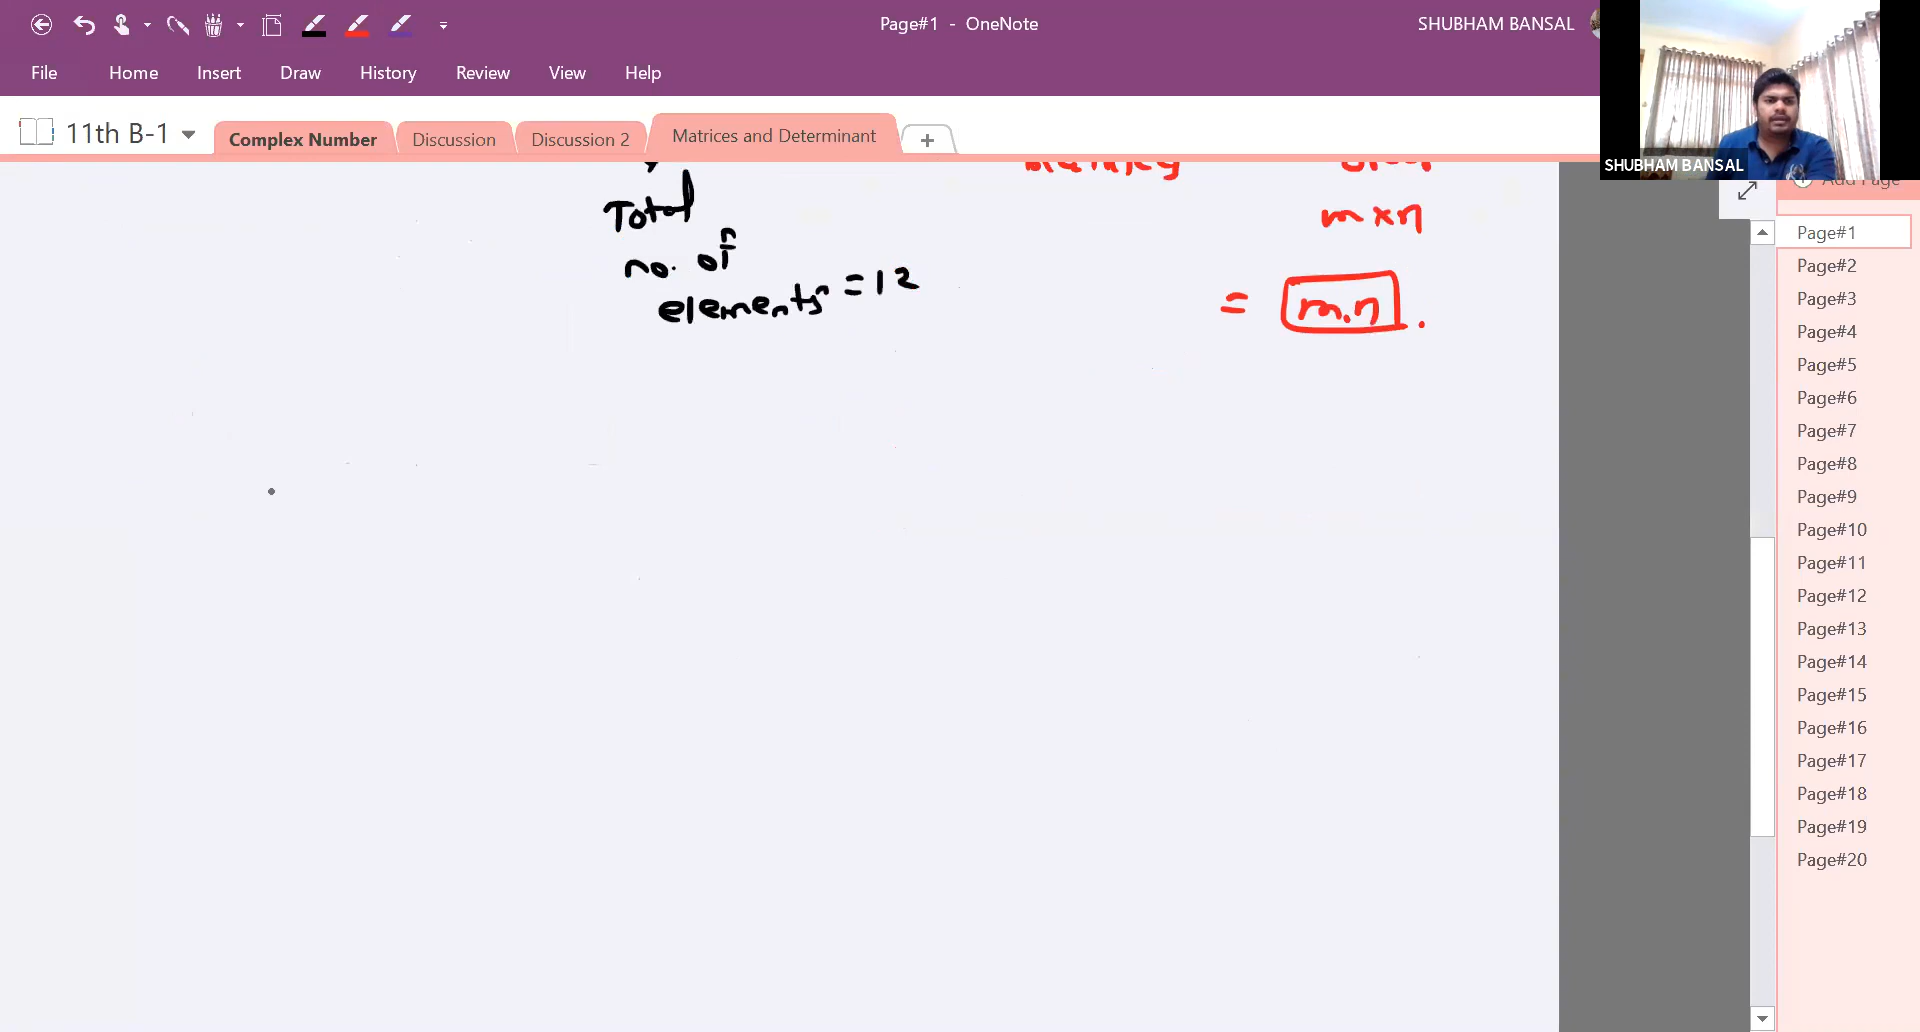 Page#1 - OneNote
SHUBHAM BANSAL
File Home Insert Draw History Review View Help
11th B-1
Complex Number
Discussion
Discussion 2
Matrices and Determinant
+
SHUBHAM BANSAL
Add Page
Total
no. of
elements = 12
m×n
= m.n .
Page#1
Page#2
Page#3
Page#4
Page#5
Page#6
Page#7
Page#8
Page#9
Page#10
Page#11
Page#12
Page#13
Page#14
Page#15
Page#16
Page#17
Page#18
Page#19
Page#20